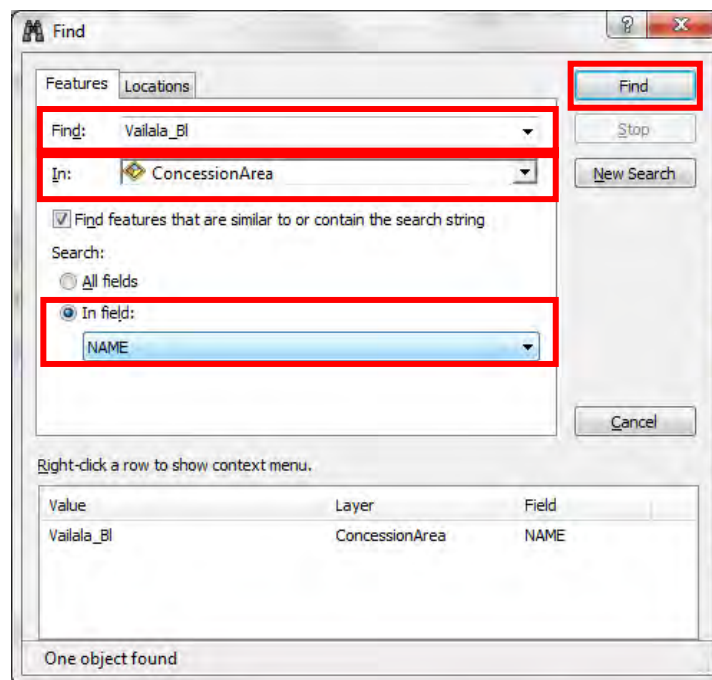 Find
Features Locations
Find: Vailala_Bl Find
In: ConcessionArea Stop
New Search
Find features that are similar to or contain the search string
Search:
All fields
In field:
NAME
Cancel
Right-click a row to show context menu.
Value Layer Field
Vailala_Bl ConcessionArea NAME
One object found